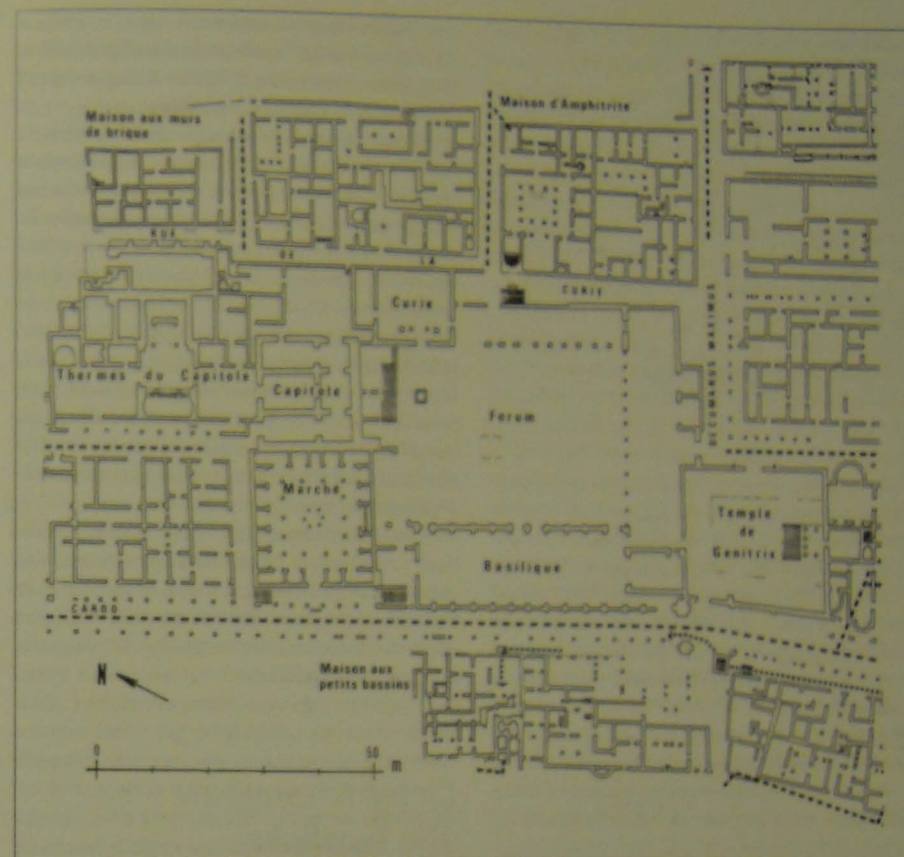 Maison aux murs
de brique
Maison d'Amphitrite
RUE
DE
LA
CURIE
Curie
Thermes du Capitole
Capitole
Forum
DECUMANUS MAXIMUS
Marché
Temple
de
Genitrix
Basilique
CARDO
N
Maison aux
petits bassins
0
50
m